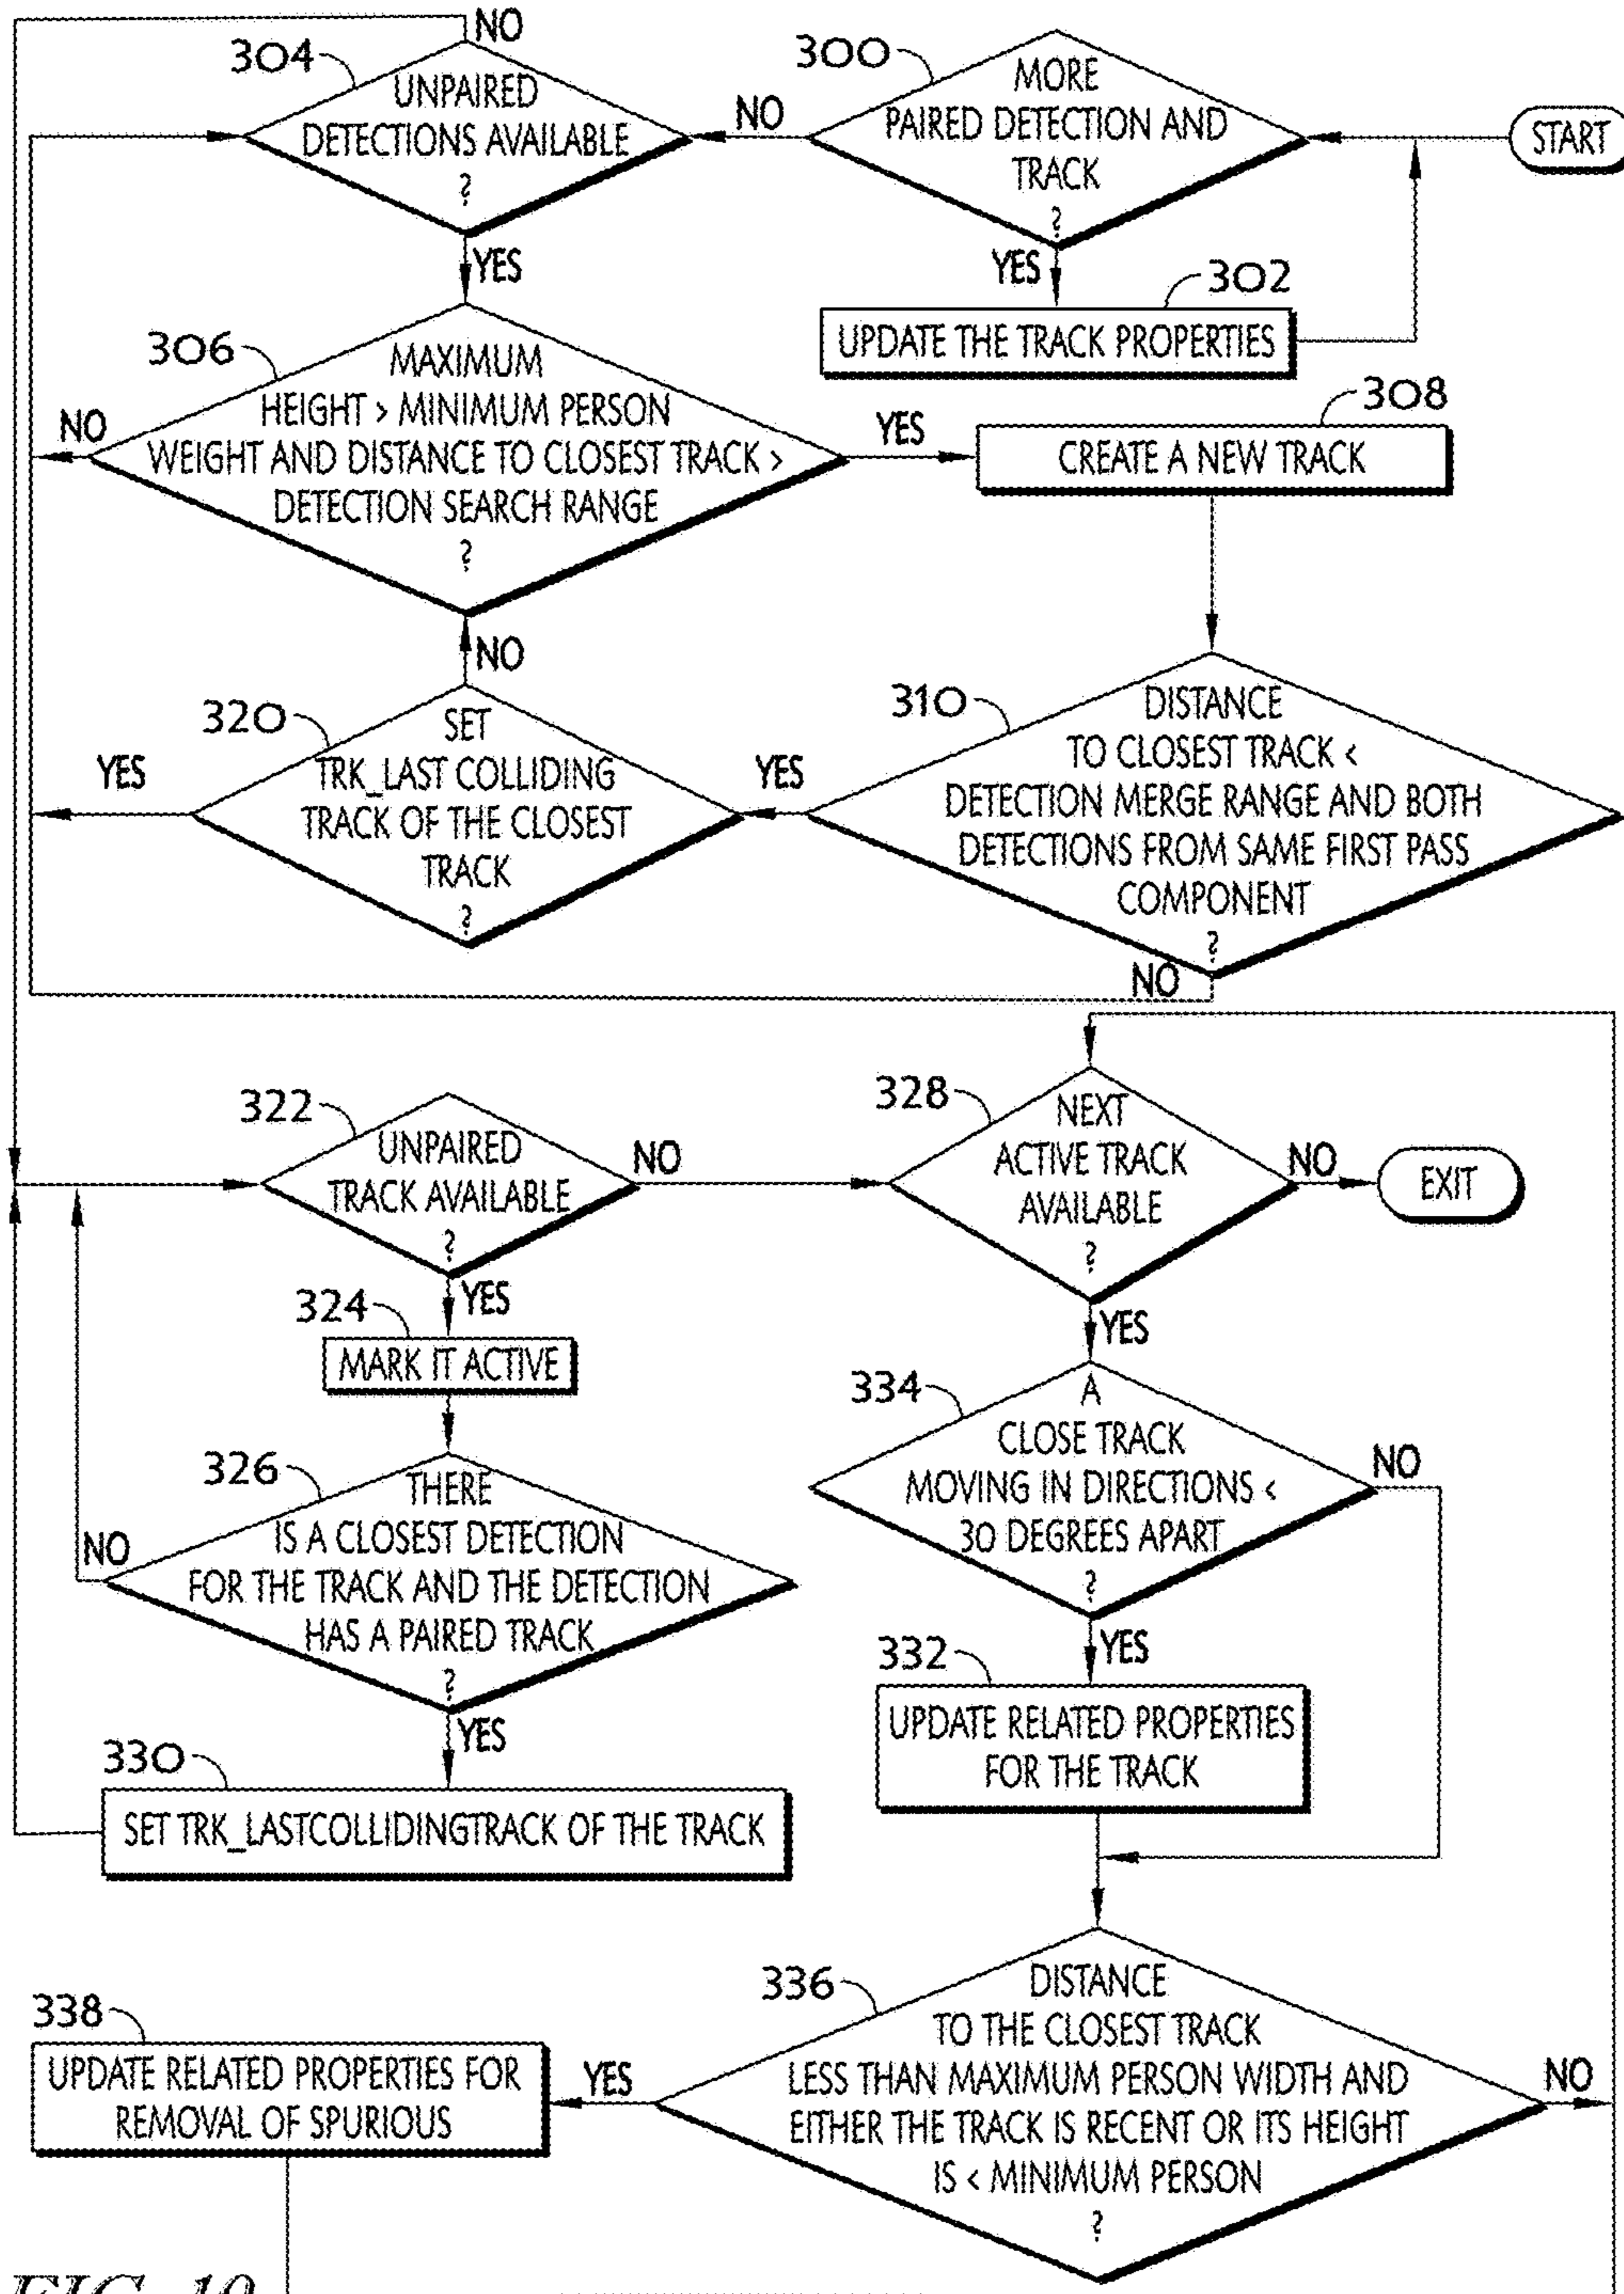 NO
304
UNPAIRED
DETECTIONS AVAILABLE
?
NO
300
MORE
PAIRED DETECTION AND
TRACK
?
START
YES
YES
302
UPDATE THE TRACK PROPERTIES
306
MAXIMUM
HEIGHT > MINIMUM PERSON
WEIGHT AND DISTANCE TO CLOSEST TRACK >
DETECTION SEARCH RANGE
?
NO
YES
308
CREATE A NEW TRACK
NO
320
SET
TRK_LAST COLLIDING
TRACK OF THE CLOSEST
TRACK
?
YES
YES
310
DISTANCE
TO CLOSEST TRACK <
DETECTION MERGE RANGE AND BOTH
DETECTIONS FROM SAME FIRST PASS
COMPONENT
?
NO
322
UNPAIRED
TRACK AVAILABLE
?
NO
328
NEXT
ACTIVE TRACK
AVAILABLE
?
NO
EXIT
YES
324
MARK IT ACTIVE
YES
334
A
CLOSE TRACK
MOVING IN DIRECTIONS <
30 DEGREES APART
?
NO
326
THERE
IS A CLOSEST DETECTION
FOR THE TRACK AND THE DETECTION
HAS A PAIRED TRACK
?
NO
YES
YES
332
UPDATE RELATED PROPERTIES
FOR THE TRACK
330
SET TRK_LASTCOLLIDINGTRACK OF THE TRACK
336
DISTANCE
TO THE CLOSEST TRACK
LESS THAN MAXIMUM PERSON WIDTH AND
EITHER THE TRACK IS RECENT OR ITS HEIGHT
IS < MINIMUM PERSON
?
NO
YES
338
UPDATE RELATED PROPERTIES FOR
REMOVAL OF SPURIOUS